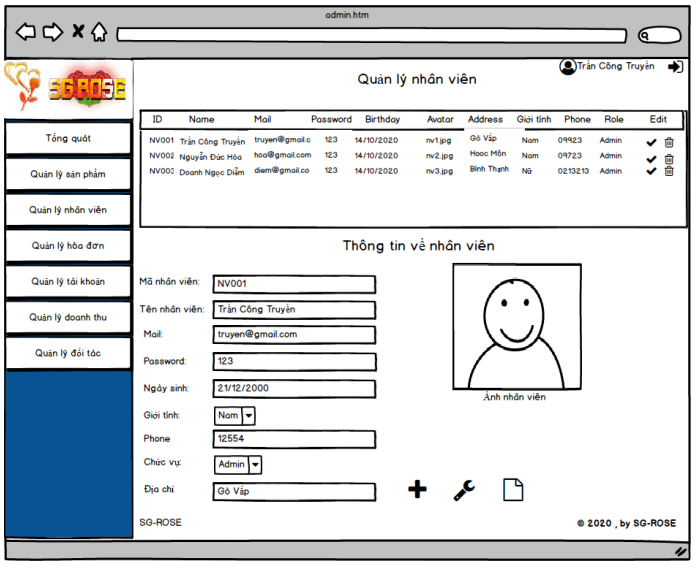 admin.htm
SG-ROSE
Trần Công Truyền
Quản lý nhân viên
ID Name Mail Password Birthday Avatar Address Giới tính Phone Role Edit
NV001 Trần Công Truyền truyen@gmail.c 123 14/10/2020 nv1.jpg Gò Vấp Nam 09923 Admin
NV002 Nguyễn Đức Hòa hoa@gmail.com 123 14/10/2020 nv2.jpg Hooc Môn Nam 09723 Admin
NV003 Doanh Ngọc Diễm diem@gmail.co 123 14/10/2020 nv3.jpg Bình Thạnh Nữ 0213213 Admin
Tổng quát
Quản lý sản phẩm
Quản lý nhân viên
Quản lý hóa đơn
Quản lý tài khoản
Quản lý doanh thu
Quản lý đối tác
Thông tin về nhân viên
Mã nhân viên: NV001
Tên nhân viên: Trần Công Truyền
Mail: truyen@gmail.com
Password: 123
Ngày sinh: 21/12/2000
Giới tính: Nam
Phone 12554
Chức vụ: Admin
Địa chỉ Gò Vấp
Ảnh nhân viên
SG-ROSE
© 2020 , by SG-ROSE